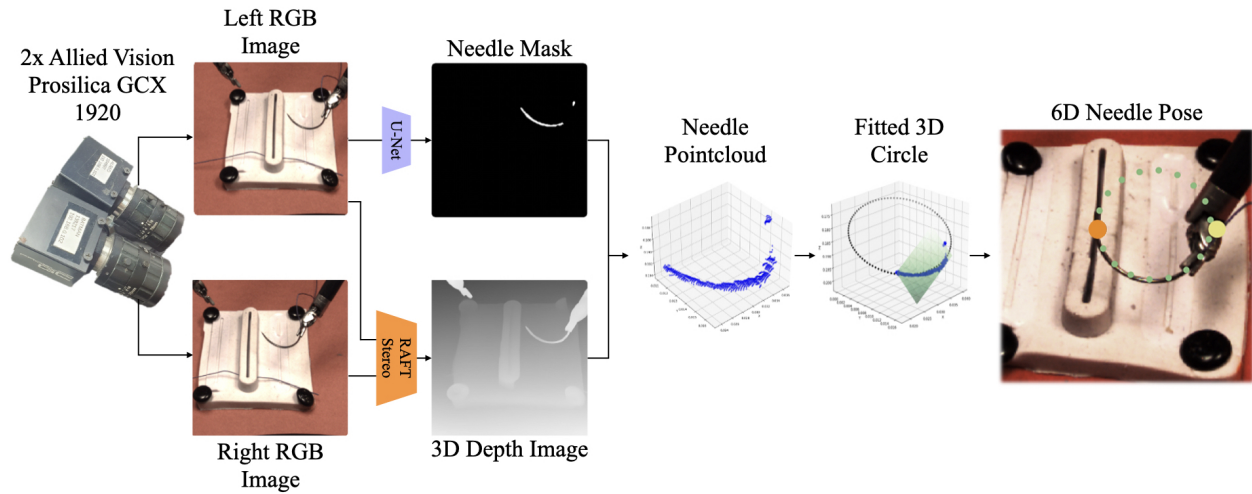 Left RGB
Image
2x Allied Vision
Prosilica GCX
1920
Needle Mask
U-Net
Needle
Pointcloud
Fitted 3D
Circle
6D Needle Pose
RAFT
Stereo
Right RGB
Image
3D Depth Image